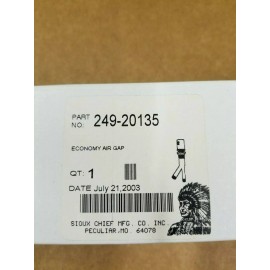 PART NO. 249-20135
ECONOMY AIR GAP
QT: 1
DATE July 21,2003
SIOUX CHIEF MFG. CO. INC
PECULIAR,MO 64078